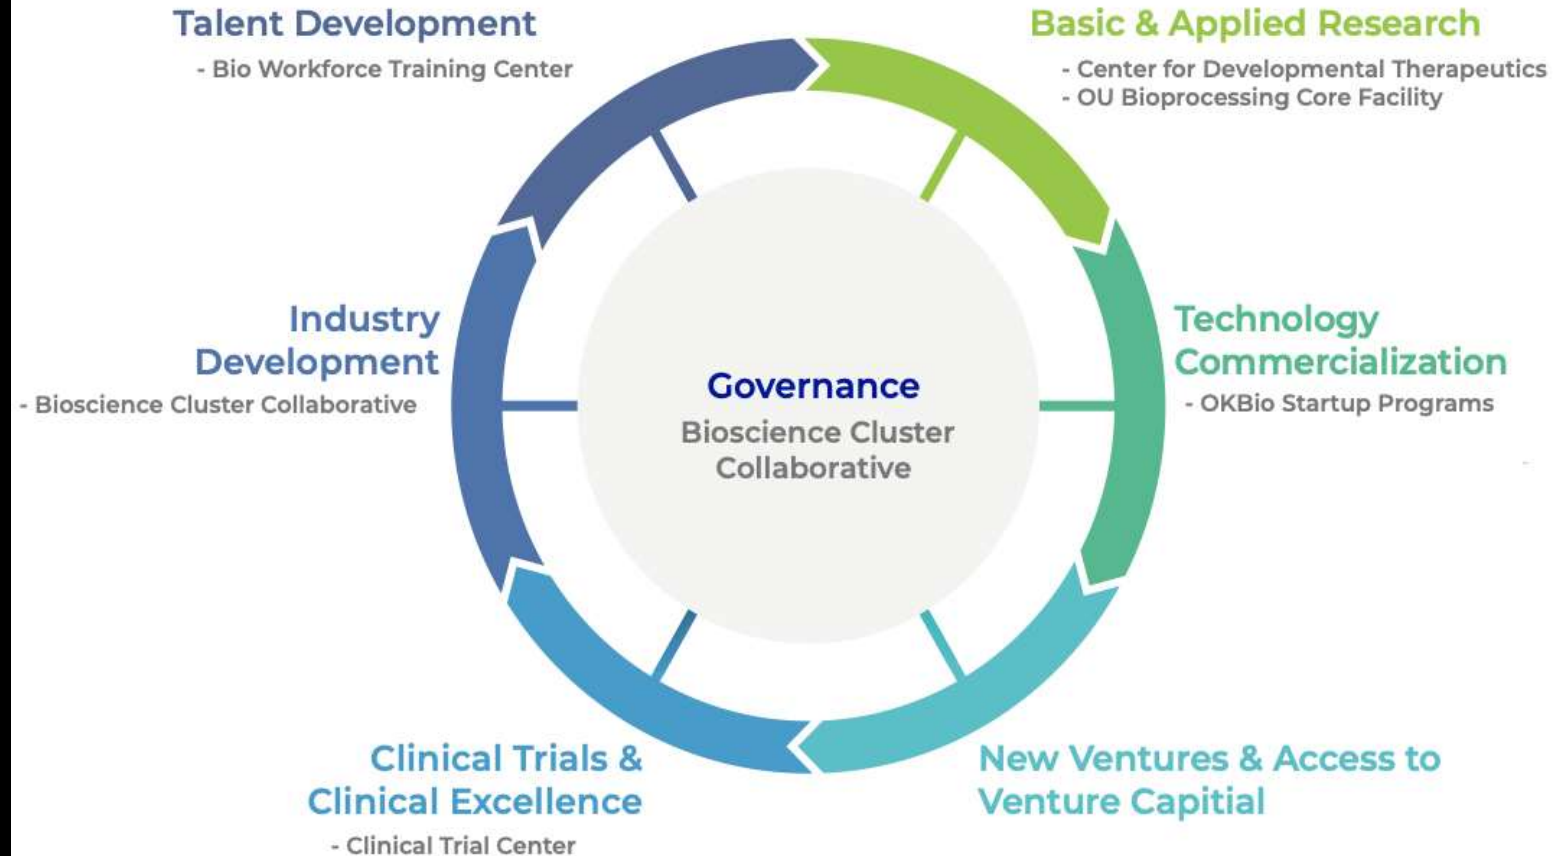 Talent Development
- Bio Workforce Training Center
Basic & Applied Research
- Center for Developmental Therapeutics
- OU Bioprocessing Core Facility
Industry
Development
- Bioscience Cluster Collaborative
Governance
Bioscience Cluster
Collaborative
Technology
Commercialization
- OKBio Startup Programs
Clinical Trials &
Clinical Excellence
- Clinical Trial Center
New Ventures & Access to
Venture Capitial